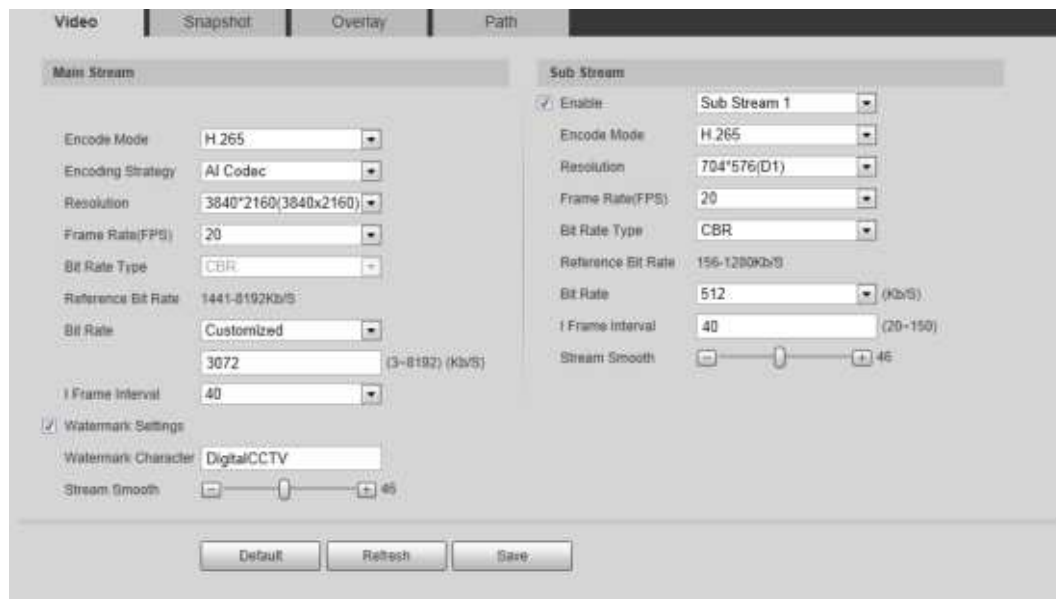 Video Snapshot Overlay Path
Main Stream
Encode Mode H.265
Encoding Strategy AI Codec
Resolution 3840*2160(3840x2160)
Frame Rate(FPS) 20
Bit Rate Type CBR
Reference Bit Rate 1441-8192Kb/S
Bit Rate Customized
3072 (3~8192) (Kb/S)
I Frame Interval 40
Watermark Settings
Watermark Character DigitalCCTV
Stream Smooth 46
Sub Stream
Enable Sub Stream 1
Encode Mode H.265
Resolution 704*576(D1)
Frame Rate(FPS) 20
Bit Rate Type CBR
Reference Bit Rate 156-1280Kb/S
Bit Rate 512 (Kb/S)
I Frame Interval 40 (20~150)
Stream Smooth 46
Default Refresh Save